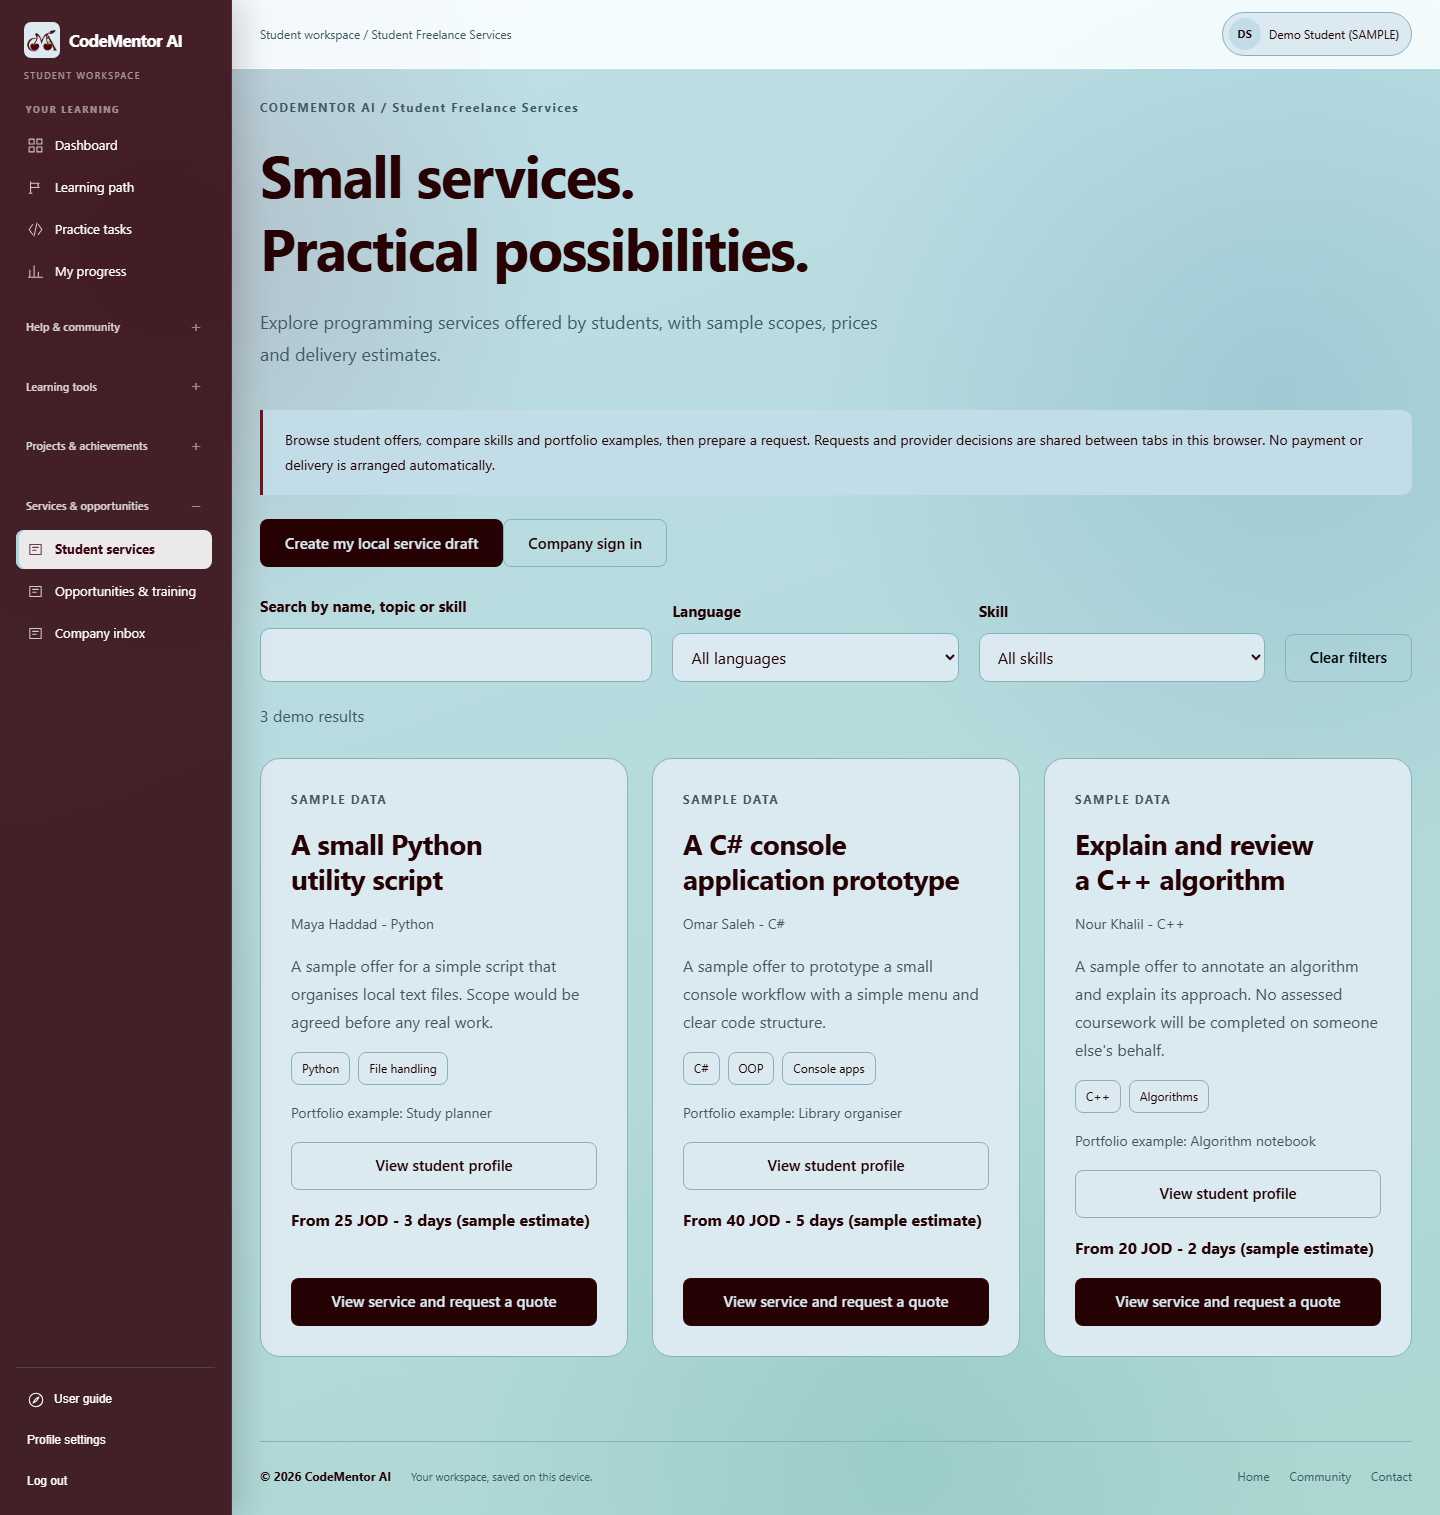 CodeMentor AI
STUDENT WORKSPACE
YOUR LEARNING
Dashboard
Learning path
Practice tasks
My progress
Help & community +
Learning tools +
Projects & achievements +
Services & opportunities –
Student services
Opportunities & training
Company inbox
User guide
Profile settings
Log out
Student workspace / Student Freelance Services
DS Demo Student (SAMPLE)
CODEMENTOR AI / Student Freelance Services
Small services.
Practical possibilities.
Explore programming services offered by students, with sample scopes, prices
and delivery estimates.
Browse student offers, compare skills and portfolio examples, then prepare a request. Requests and provider decisions are shared between tabs in this browser. No payment or
delivery is arranged automatically.
Create my local service draft
Company sign in
Search by name, topic or skill
Language
All languages
Skill
All skills
Clear filters
3 demo results
SAMPLE DATA
A small Python
utility script
Maya Haddad - Python
A sample offer for a simple script that
organises local text files. Scope would be
agreed before any real work.
Python
File handling
Portfolio example: Study planner
View student profile
From 25 JOD - 3 days (sample estimate)
View service and request a quote
SAMPLE DATA
A C# console
application prototype
Omar Saleh - C#
A sample offer to prototype a small
console workflow with a simple menu and
clear code structure.
C#
OOP
Console apps
Portfolio example: Library organiser
View student profile
From 40 JOD - 5 days (sample estimate)
View service and request a quote
SAMPLE DATA
Explain and review
a C++ algorithm
Nour Khalil - C++
A sample offer to annotate an algorithm
and explain its approach. No assessed
coursework will be completed on someone
else's behalf.
C++
Algorithms
Portfolio example: Algorithm notebook
View student profile
From 20 JOD - 2 days (sample estimate)
View service and request a quote
© 2026 CodeMentor AI
Your workspace, saved on this device.
Home
Community
Contact